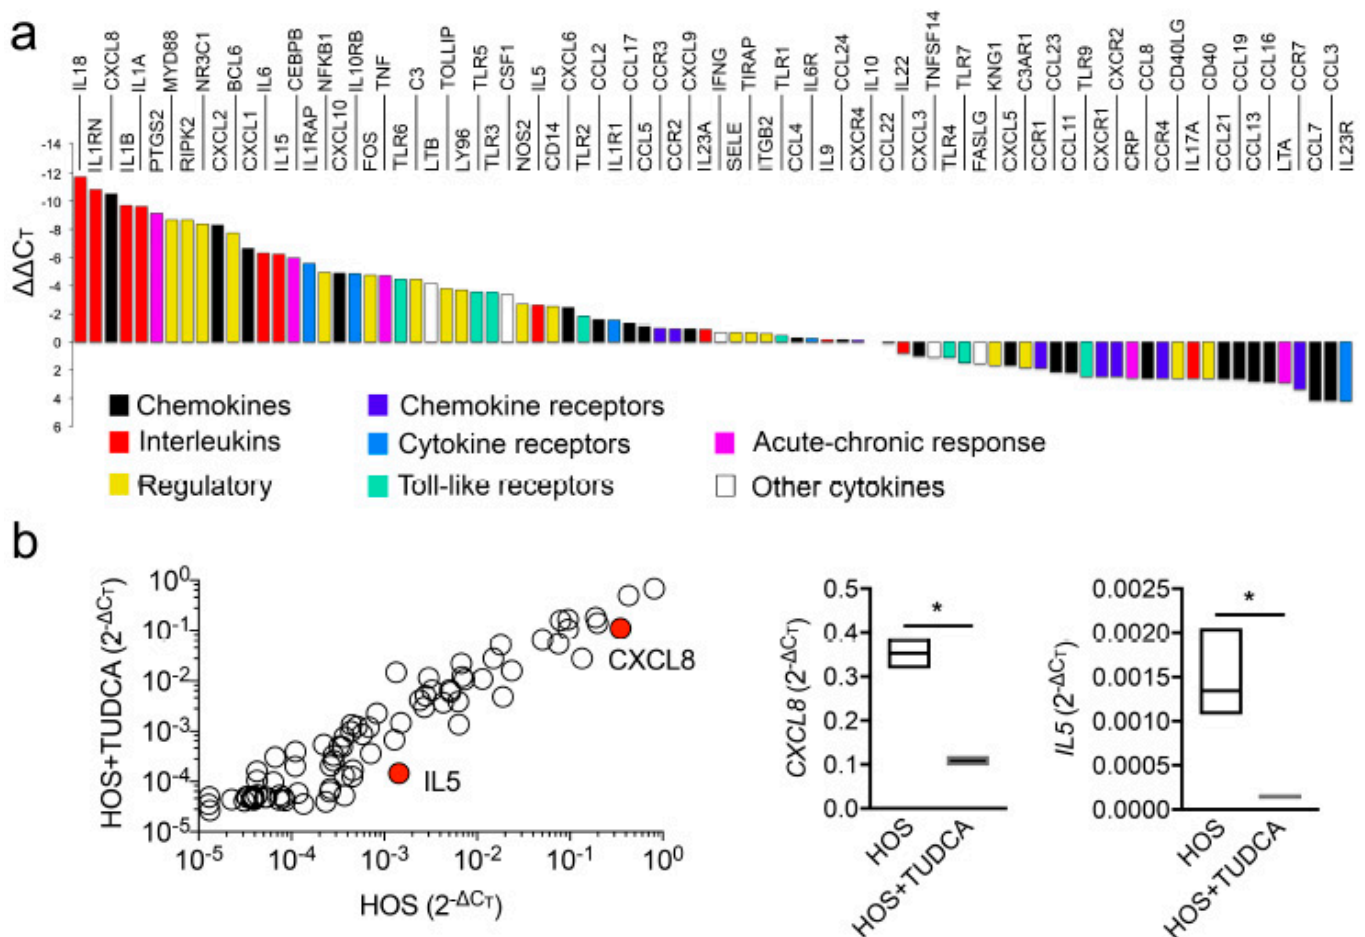 a
IL18 CXCL8 IL1A MYD88 NR3C1 BCL6 IL6 CEBPB NFKB1 IL10RB TNF C3 TOLLIP TLR5 CSF1 IL5 CXCL6 CCL2 CCL17 CCR3 CXCL9 IFNG TIRAP TLR1 IL6R CCL24 IL10 IL22 TNFSF14 TLR7 KNG1 C3AR1 CCL23 TLR9 CXCR2 CCL8 CD40LG CD40 CCL19 CCL16 CCR7 CCL3
IL1RN IL1B PTGS2 RIPK2 CXCL2 CXCL1 IL15 IL1RAP CXCL10 FOS TLR6 LTB LY96 TLR3 NOS2 CD14 TLR2 IL1R1 CCL5 CCR2 IL23A SELE ITGB2 CCL4 IL9 CXCR4 CCL22 CXCL3 TLR4 FASLG CXCL5 CCR1 CCL11 CXCR1 CRP CCR4 IL17A CCL21 CCL13 LTA CCL7 IL23R
ΔΔCT
-14
-12
-10
-8
-6
-4
-2
0
2
4
6
Chemokines Chemokine receptors
Interleukins Cytokine receptors Acute-chronic response
Regulatory Toll-like receptors Other cytokines
b
HOS+TUDCA (2-ΔCT)
100
10-1
10-2
10-3
10-4
10-5
CXCL8
IL5
10-5 10-4 10-3 10-2 10-1 100
HOS (2-ΔCT)
CXCL8 (2-ΔCT)
0.5
0.4
0.3
0.2
0.1
0.0
*
HOS
HOS+TUDCA
IL5 (2-ΔCT)
0.0025
0.0020
0.0015
0.0010
0.0005
0.0000
*
HOS
HOS+TUDCA